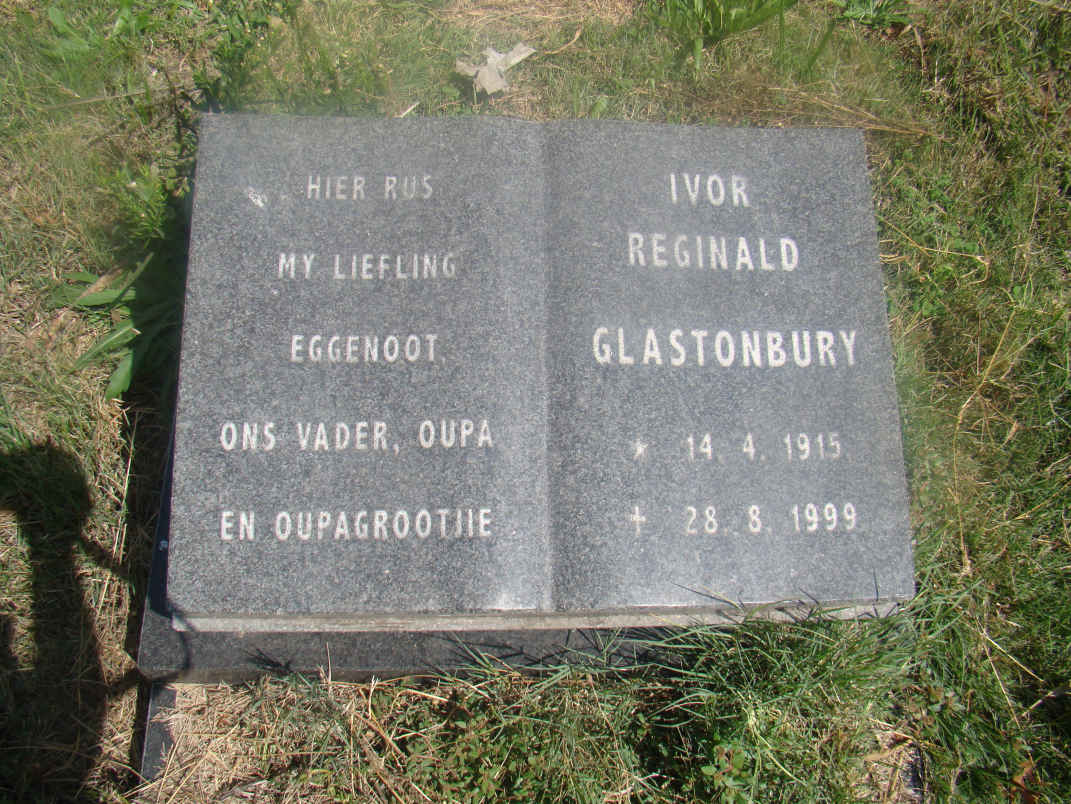 HIER RUS
MY LIEFLING
EGGENOOT
ONS VADER, OUPA
EN OUPAGROOTJIE
IVOR
REGINALD
GLASTONBURY
* 14. 4. 1915
† 28. 8. 1999